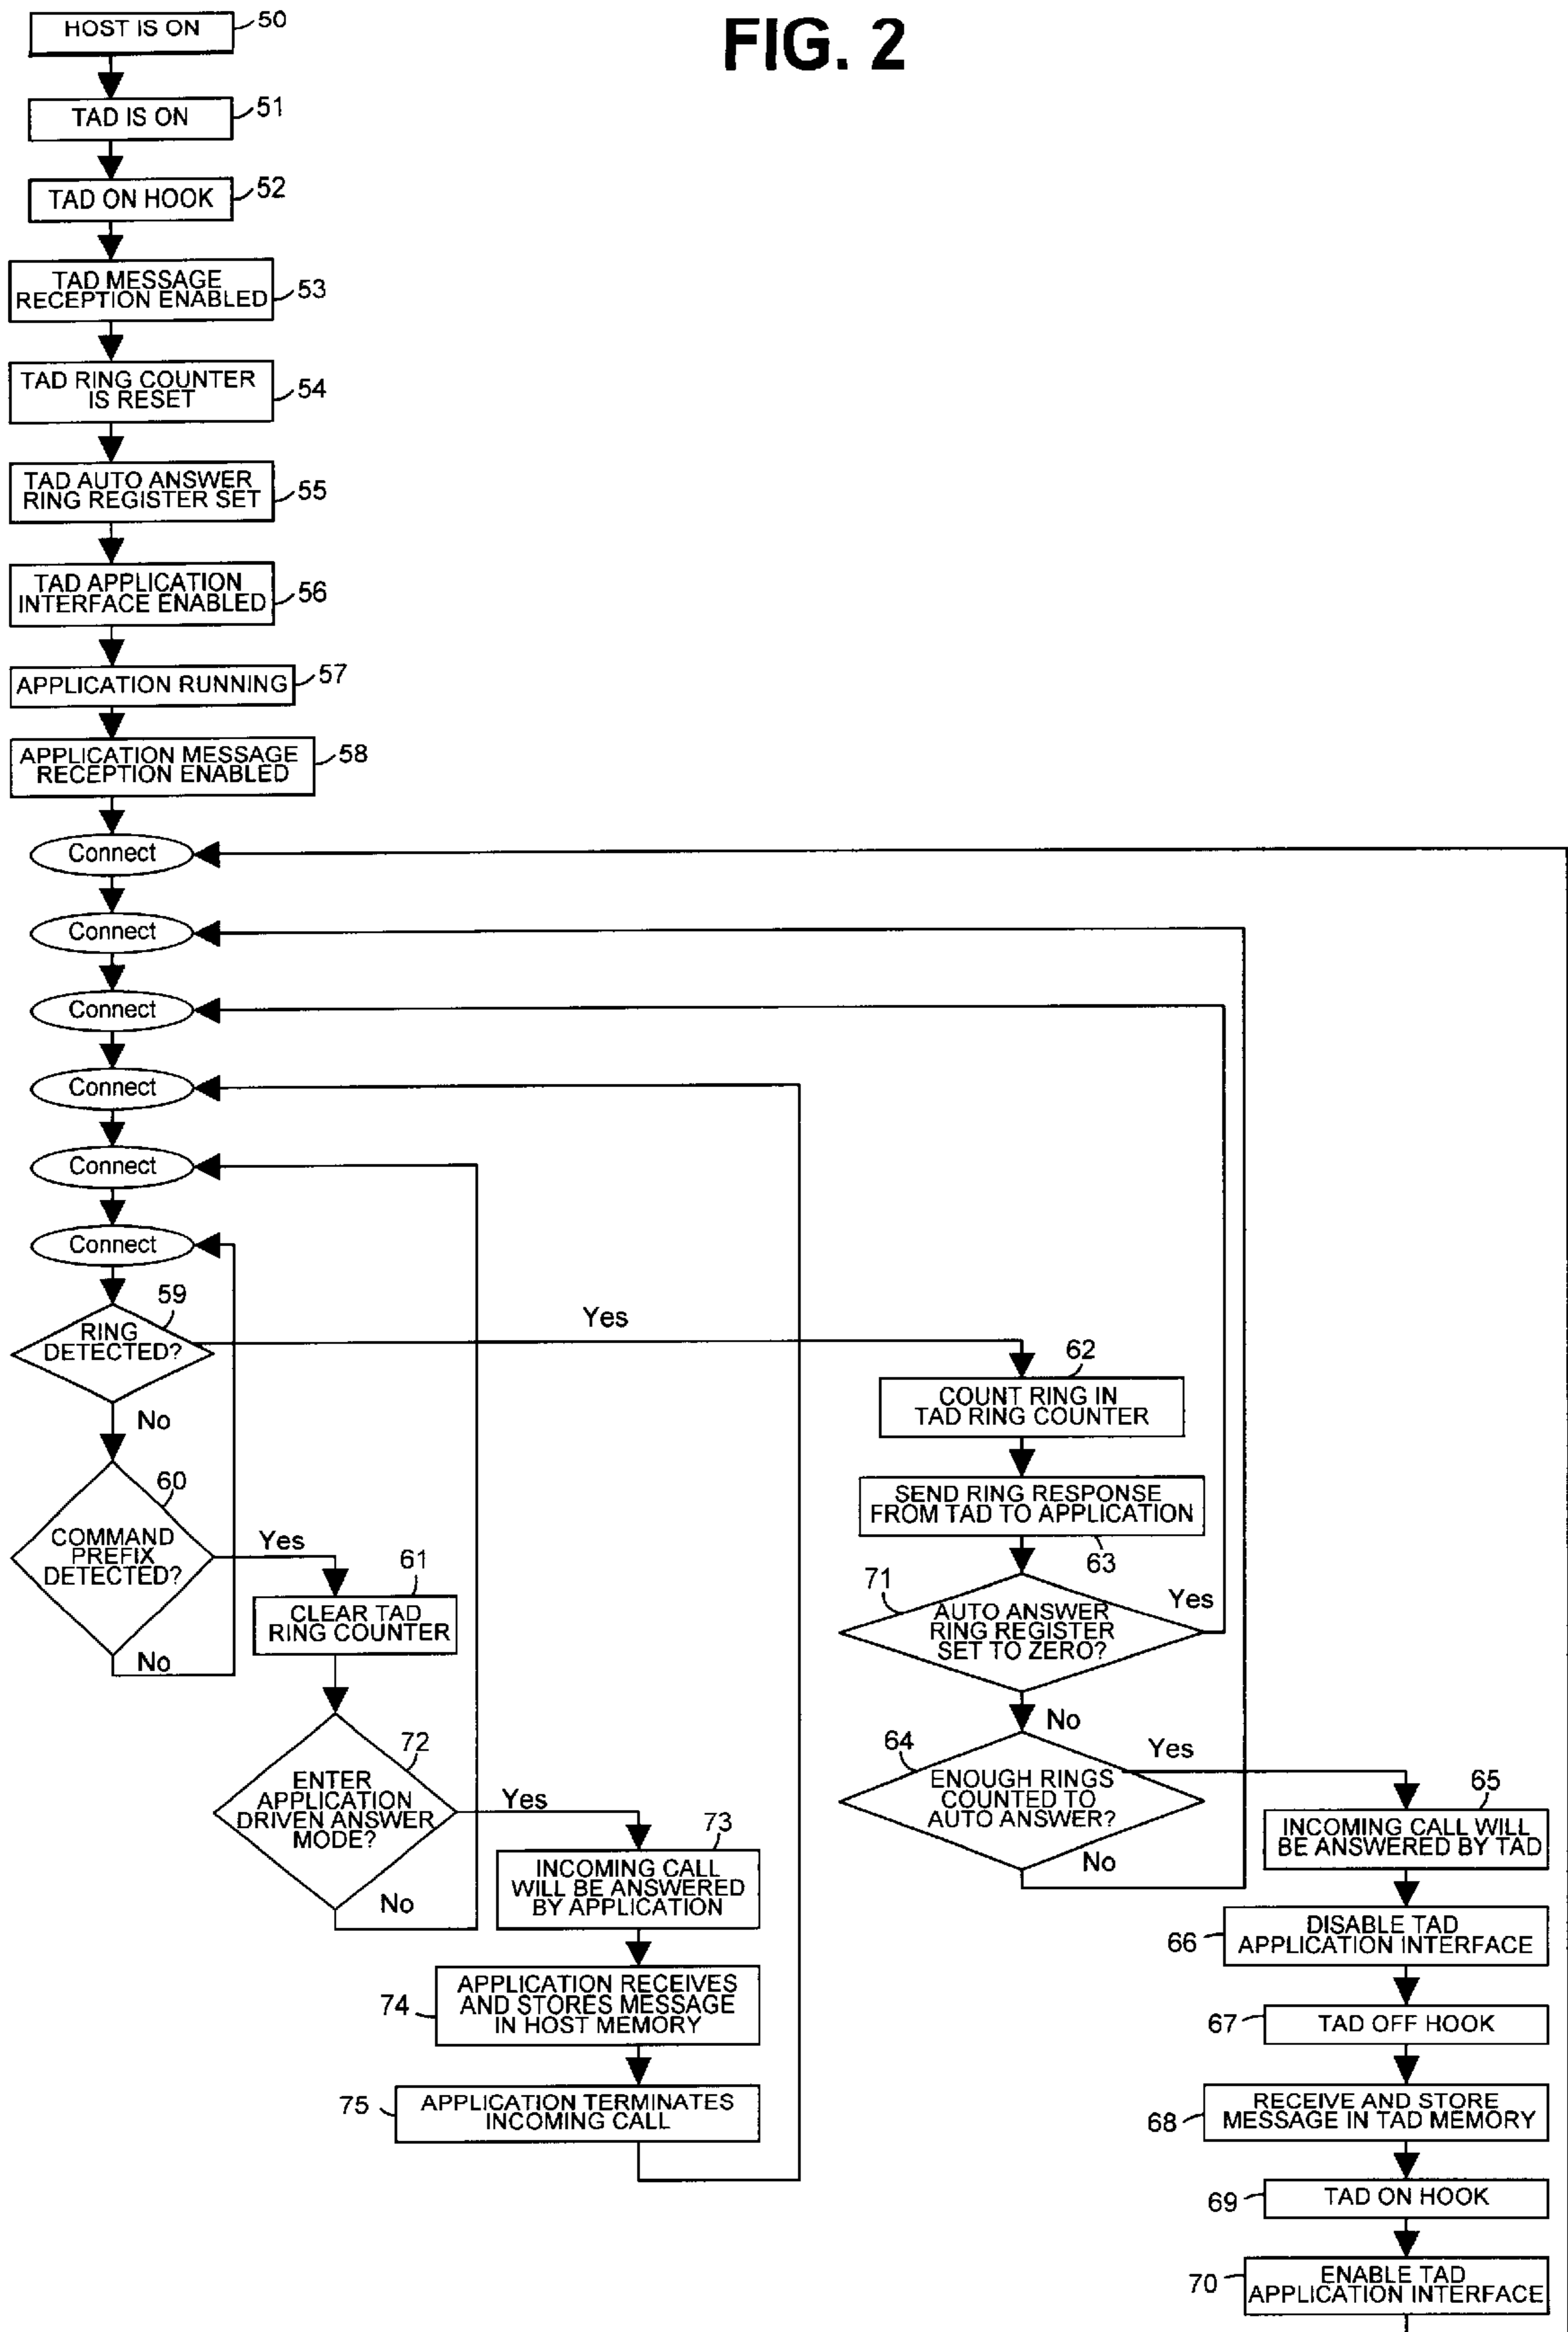 FIG. 2
HOST IS ON
50
TAD IS ON
51
TAD ON HOOK
52
TAD MESSAGE
RECEPTION ENABLED
53
TAD RING COUNTER
IS RESET
54
TAD AUTO ANSWER
RING REGISTER SET
55
TAD APPLICATION
INTERFACE ENABLED
56
APPLICATION RUNNING
57
APPLICATION MESSAGE
RECEPTION ENABLED
58
Connect
Connect
Connect
Connect
Connect
Connect
59
RING
DETECTED?
Yes
No
60
COMMAND
PREFIX
DETECTED?
Yes
No
61
CLEAR TAD
RING COUNTER
72
ENTER
APPLICATION
DRIVEN ANSWER
MODE?
Yes
No
73
INCOMING CALL
WILL BE ANSWERED
BY APPLICATION
74
APPLICATION RECEIVES
AND STORES MESSAGE
IN HOST MEMORY
75
APPLICATION TERMINATES
INCOMING CALL
62
COUNT RING IN
TAD RING COUNTER
SEND RING RESPONSE
FROM TAD TO APPLICATION
63
71
AUTO ANSWER
RING REGISTER
SET TO ZERO?
Yes
No
64
ENOUGH RINGS
COUNTED TO
AUTO ANSWER?
Yes
No
65
INCOMING CALL WILL
BE ANSWERED BY TAD
66
DISABLE TAD
APPLICATION INTERFACE
67
TAD OFF HOOK
68
RECEIVE AND STORE
MESSAGE IN TAD MEMORY
69
TAD ON HOOK
70
ENABLE TAD
APPLICATION INTERFACE